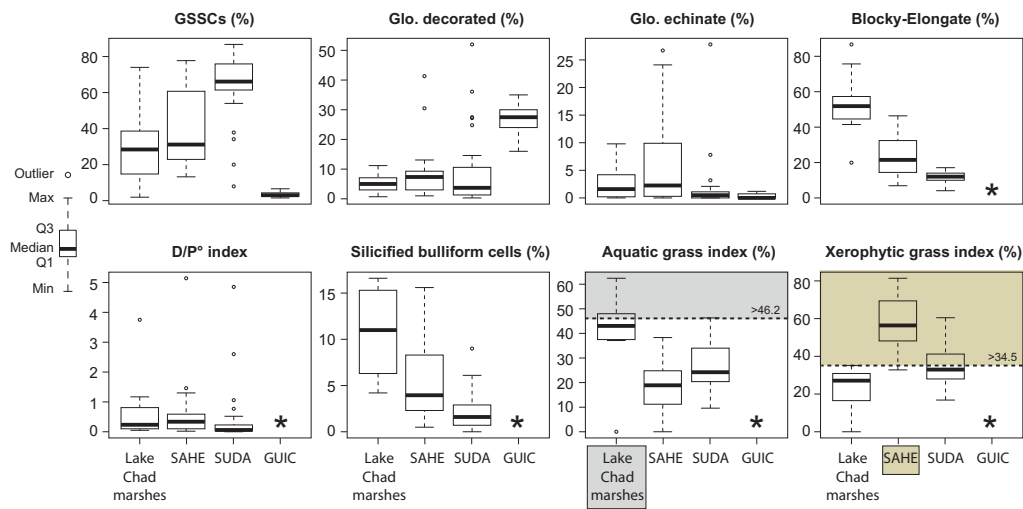 GSSCs (%)
Glo. decorated (%)
Glo. echinate (%)
Blocky-Elongate (%)
80
60
40
20
0
50
40
30
20
10
0
25
20
15
10
5
0
80
60
40
20
0
*
Outlier
Max
Q3
Median
Q1
Min
D/P° index
Silicified bulliform cells (%)
Aquatic grass index (%)
Xerophytic grass index (%)
5
4
3
2
1
0
*
15
10
5
0
*
60
50
40
30
20
10
0
>46.2
*
80
60
40
20
0
>34.5
*
Lake
Chad
marshes
SAHE
SUDA
GUIC
Lake
Chad
marshes
SAHE
SUDA
GUIC
Lake
Chad
marshes
SAHE
SUDA
GUIC
Lake
Chad
marshes
SAHE
SUDA
GUIC